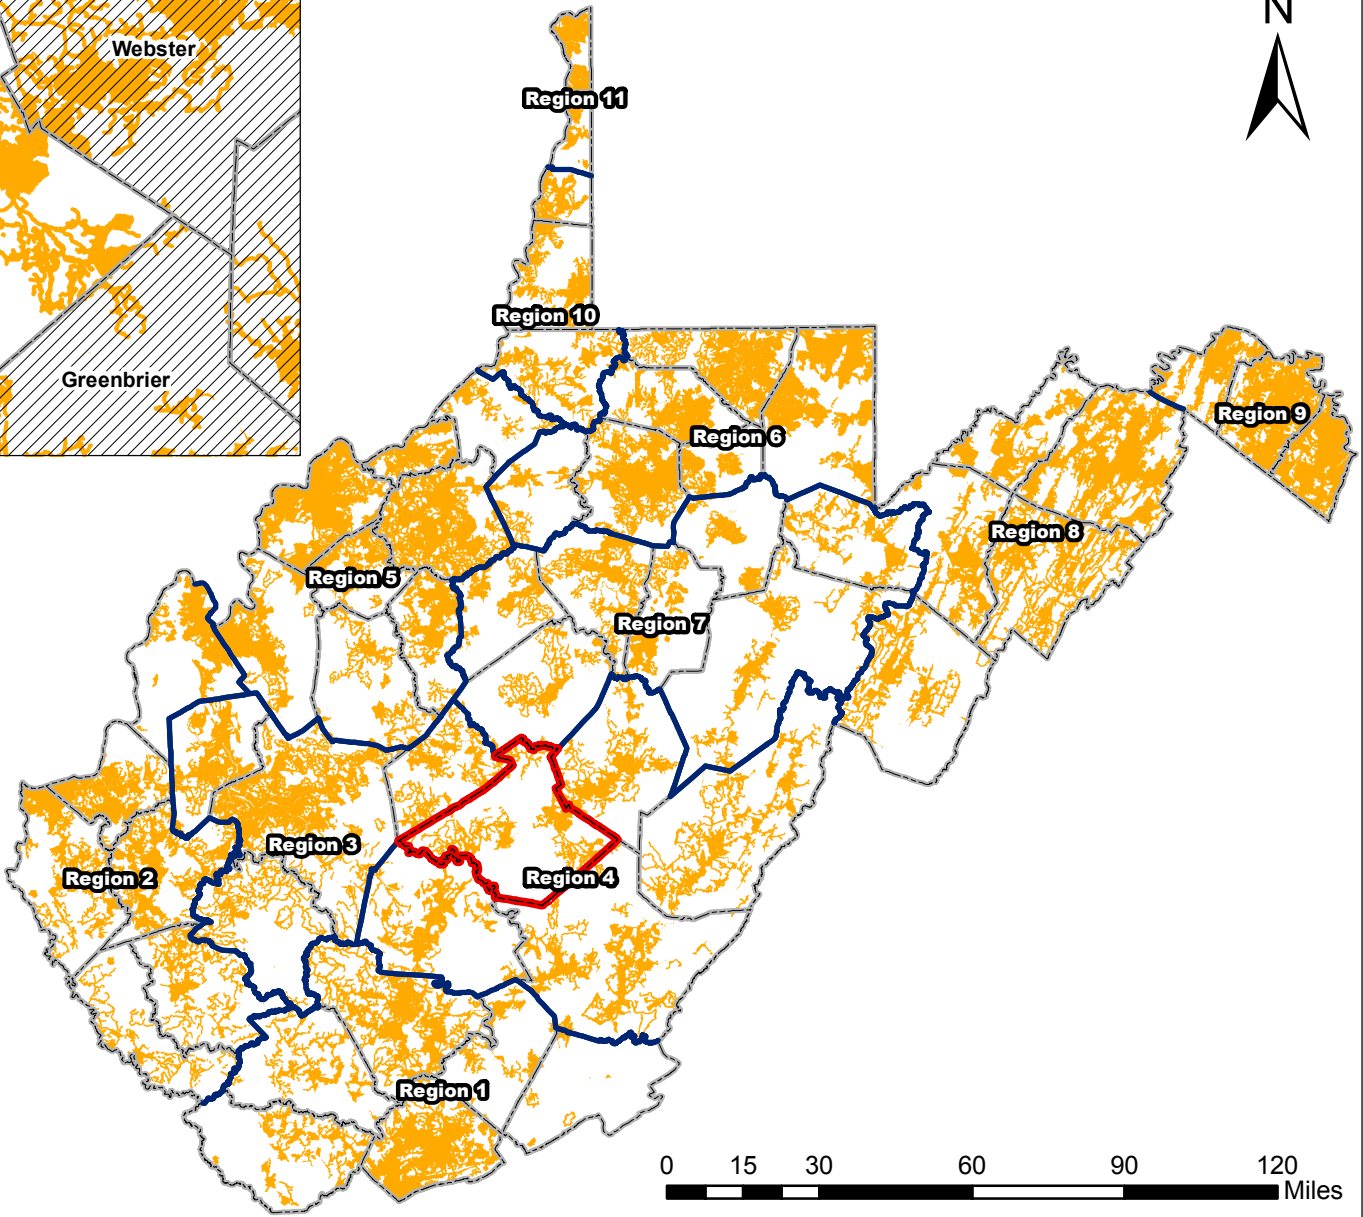 N
Webster
Region 11
Region 10
Greenbrier
Region 9
Region 6
Region 8
Region 5
Region 7
Region 3
Region 2
Region 4
Region 1
0 15 30 60 90 120
Miles